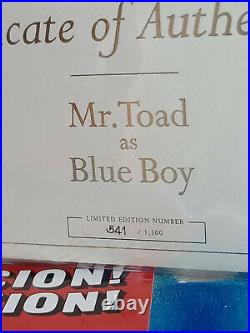 cate of Authe
Mr. Toad
as
Blue Boy
LIMITED EDITION NUMBER
541 / 1,500
CION!
CION!